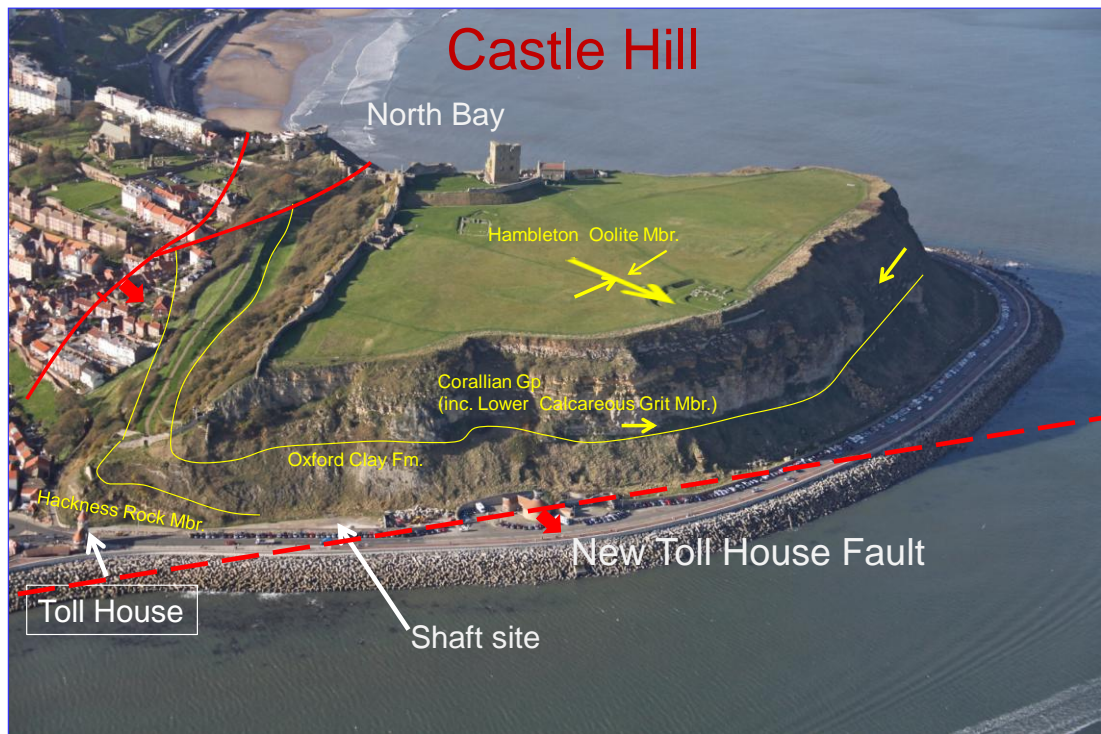 Castle Hill
North Bay
Hambleton Oolite Mbr.
Corallian Gp
(inc. Lower Calcareous Grit Mbr.)
Oxford Clay Fm.
Hackness Rock Mbr.
New Toll House Fault
Toll House
Shaft site